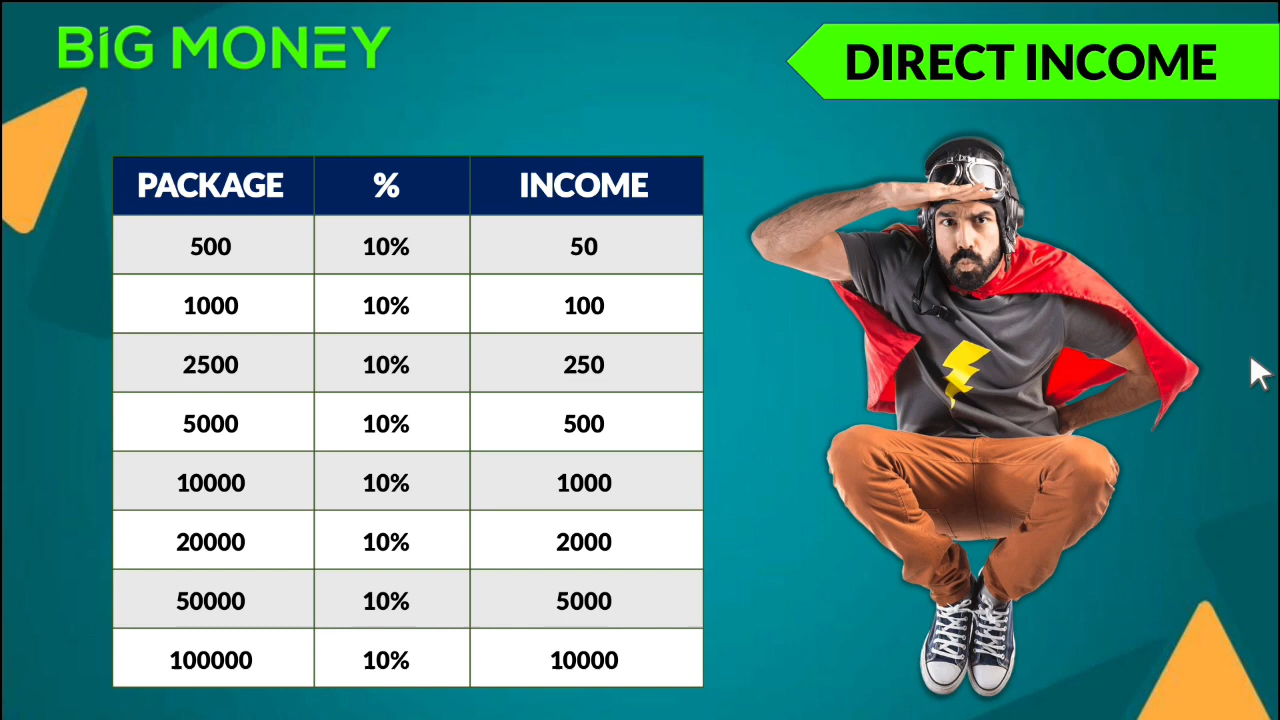 BiG MONEY
DIRECT INCOME
PACKAGE % INCOME
500 10% 50
1000 10% 100
2500 10% 250
5000 10% 500
10000 10% 1000
20000 10% 2000
50000 10% 5000
100000 10% 10000